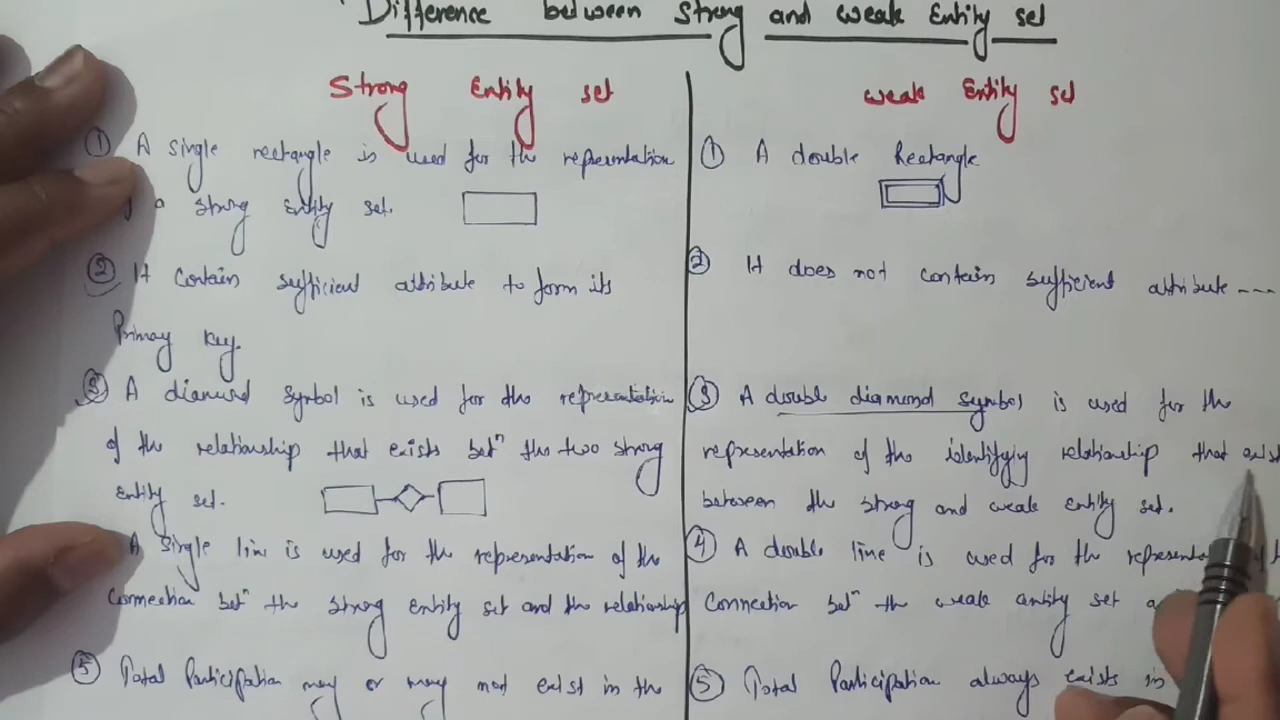 Difference between Strong and weak Entity set
Strong Entity set
① A single rectangle is used for the representation
a strong Entity set.
② It contain sufficient attribute to form its
Primary key.
③ A diamond symbol is used for the representation
of the relationship that exists betⁿ the two strong
Entity set.
A single line is used for the representation of the
Connection betⁿ the strong entity set and the relationship
⑤ Total Participation may or may not exist in the
weak Entity set
① A double Rectangle
② It does not contain sufficient attribute ----
③ A double diamond symbol is used for the
representation of the identifying relationship that exist
between the strong and weak entity set.
④ A double line is used for the
Connection betⁿ the weak entity set
⑤ Total Participation always exists in